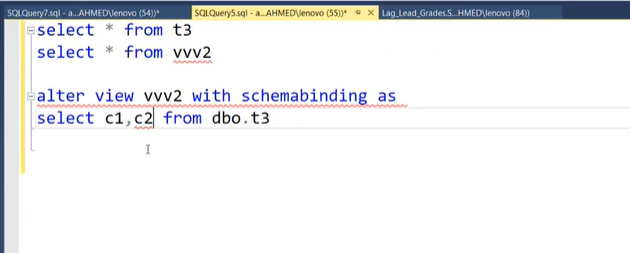 SQLQuery7.sql - a...AHMED\lenovo (54))*
SQLQuery5.sql - a...AHMED\lenovo (55))*
Lag_Lead_Grades.S...HMED\lenovo (84))
select * from t3
select * from vvv2
alter view vvv2 with schemabinding as
select c1,c2 from dbo.t3